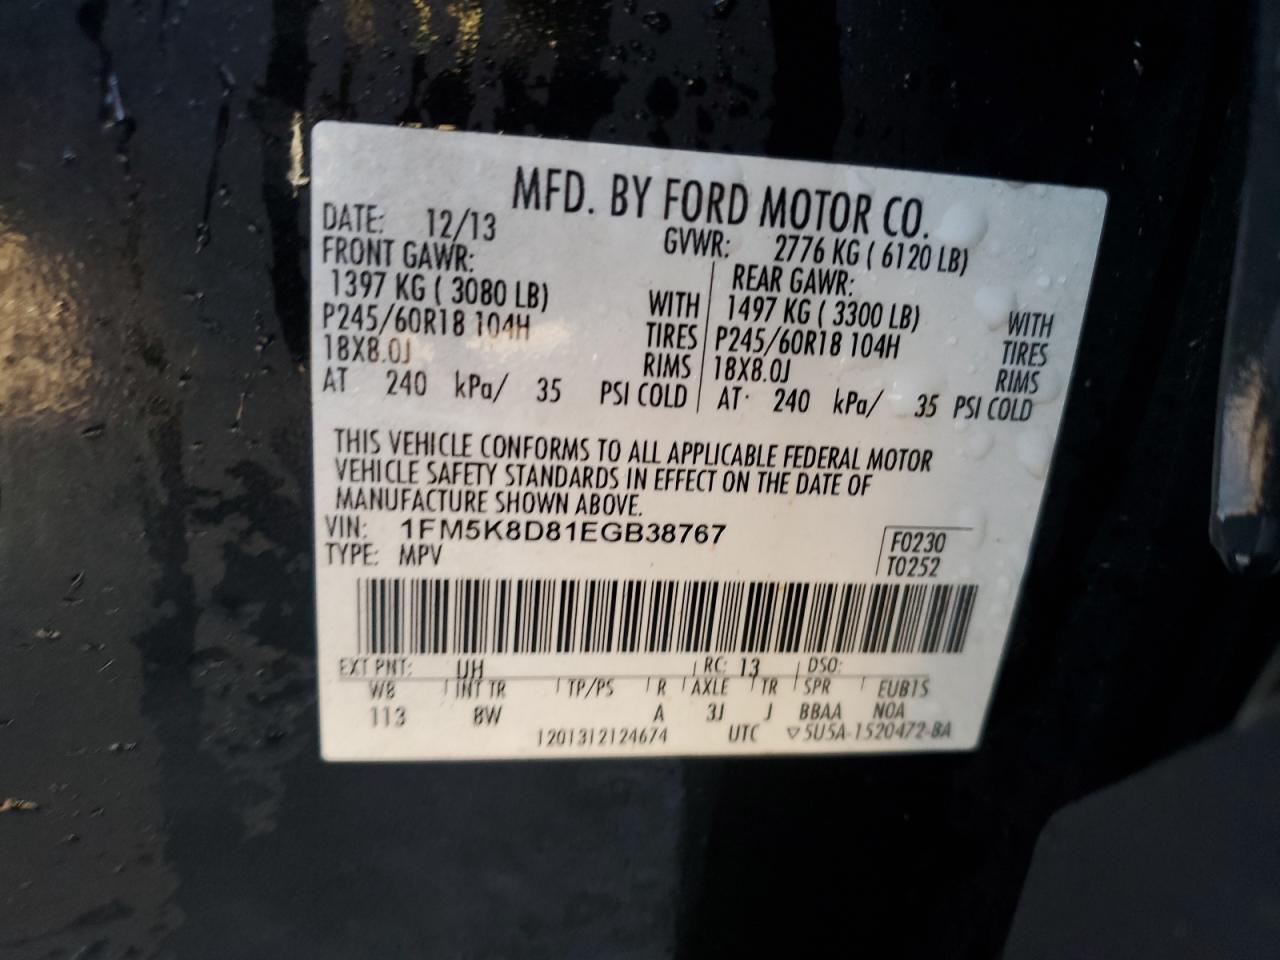 MFD. BY FORD MOTOR CO.
DATE: 12/13 GVWR: 2776 KG ( 6120 LB)
FRONT GAWR: REAR GAWR:
1397 KG ( 3080 LB) WITH 1497 KG ( 3300 LB) WITH
P245/60R18 104H TIRES P245/60R18 104H TIRES
18X8.0J RIMS 18X8.0J RIMS
AT 240 kPa/ 35 PSI COLD AT 240 kPa/ 35 PSI COLD
THIS VEHICLE CONFORMS TO ALL APPLICABLE FEDERAL MOTOR
VEHICLE SAFETY STANDARDS IN EFFECT ON THE DATE OF
MANUFACTURE SHOWN ABOVE.
VIN: 1FM5K8D81EGB38767 F0230
TYPE: MPV T0252
EXT PNT: UH RC: 13 DSO:
WB INT TR TP/PS R AXLE TR SPR EUB1S
113 8W A 3J J BBAA NOA
1201312124674 UTC ▽5U5A-1520472-BA